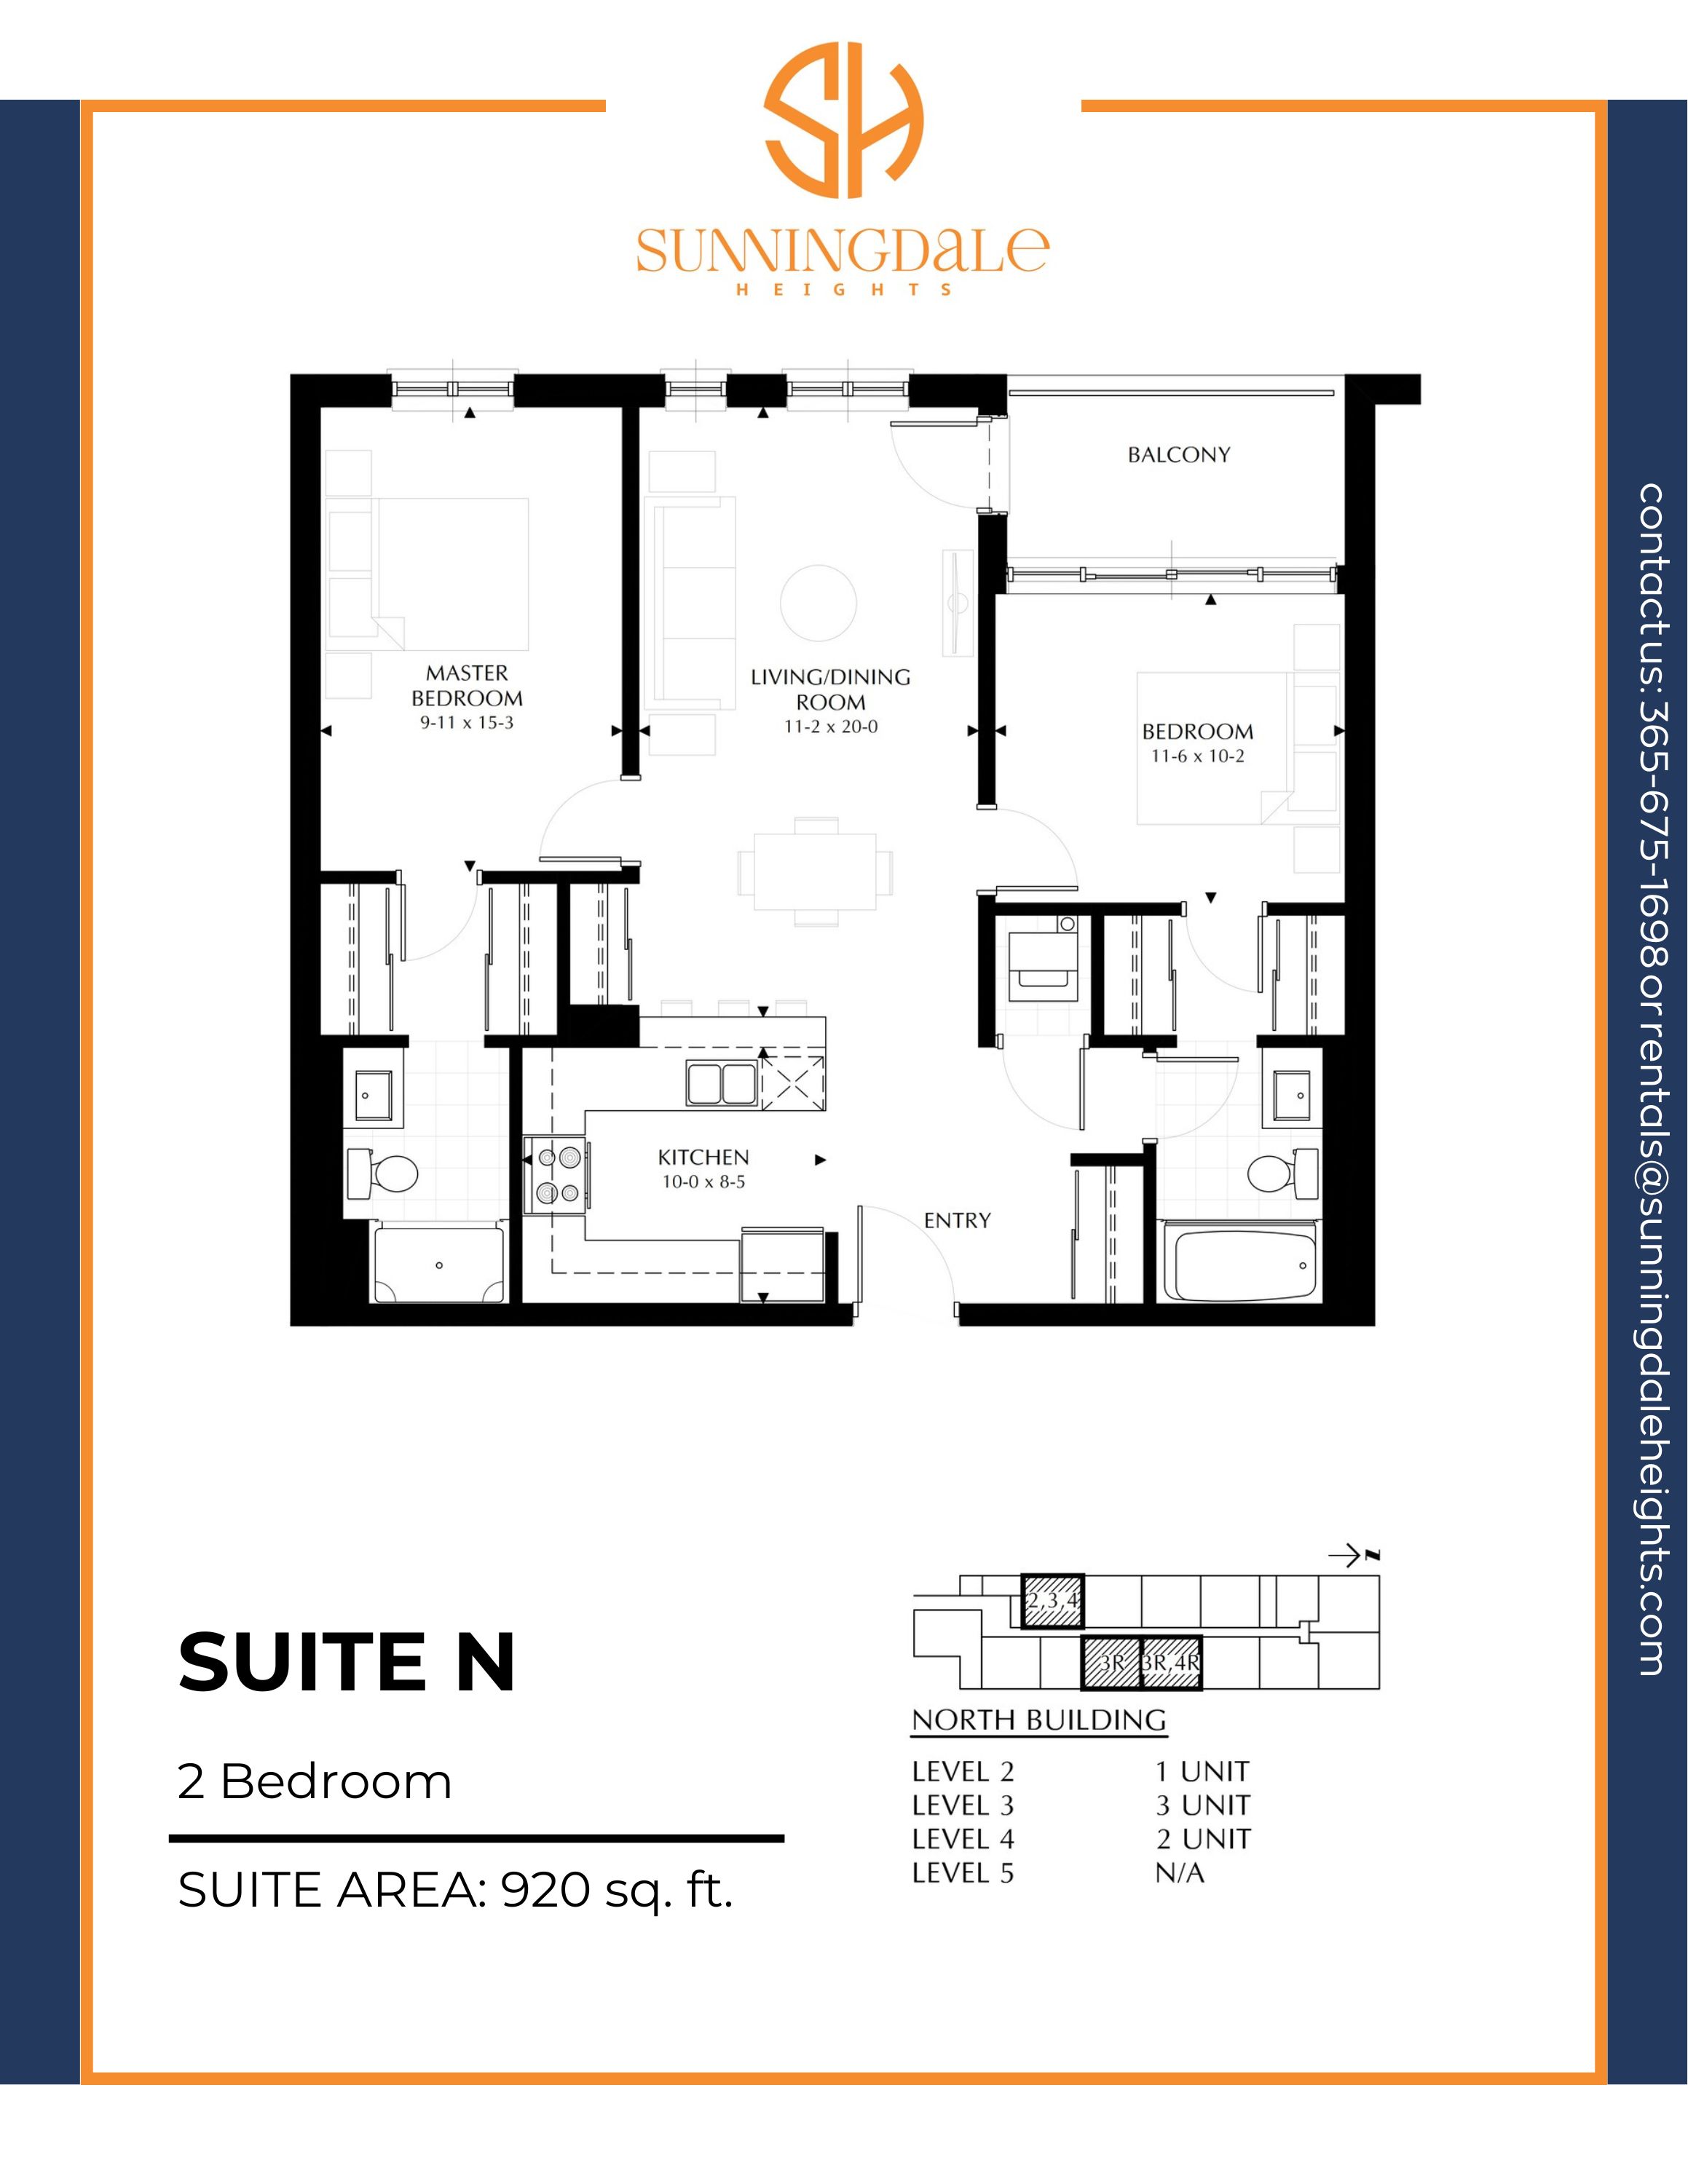 SH
SUNNINGDaLe
HEIGHTS
BALCONY
MASTER
BEDROOM
9-11 x 15-3
LIVING/DINING
ROOM
11-2 x 20-0
BEDROOM
11-6 x 10-2
KITCHEN
10-0 x 8-5
ENTRY
contact us: 365-675-1698 or rentals@sunningdaleheights.com
SUITE N
2 Bedroom
SUITE AREA: 920 sq. ft.
N
2,3,4
3R
3R,4R
NORTH BUILDING
LEVEL 2 1 UNIT
LEVEL 3 3 UNIT
LEVEL 4 2 UNIT
LEVEL 5 N/A